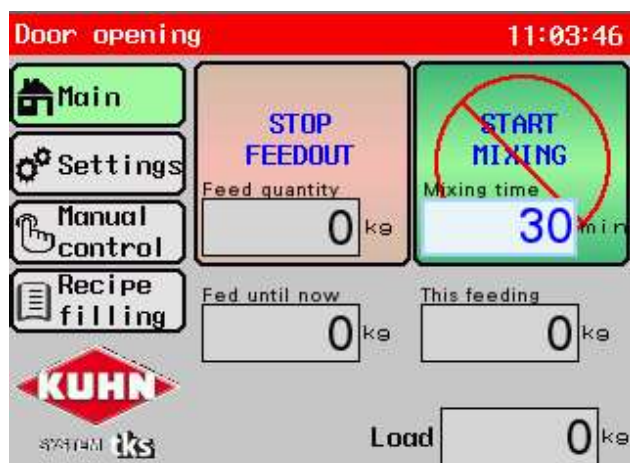 Door opening 11:03:46
Main
Settings
Manual
control
Recipe
filling
STOP
FEEDOUT
Feed quantity
0 kg
START
MIXING
Mixing time
30 min
Fed until now
0 kg
This feeding
0 kg
KUHN
SYSTEM tks
Load 0 kg